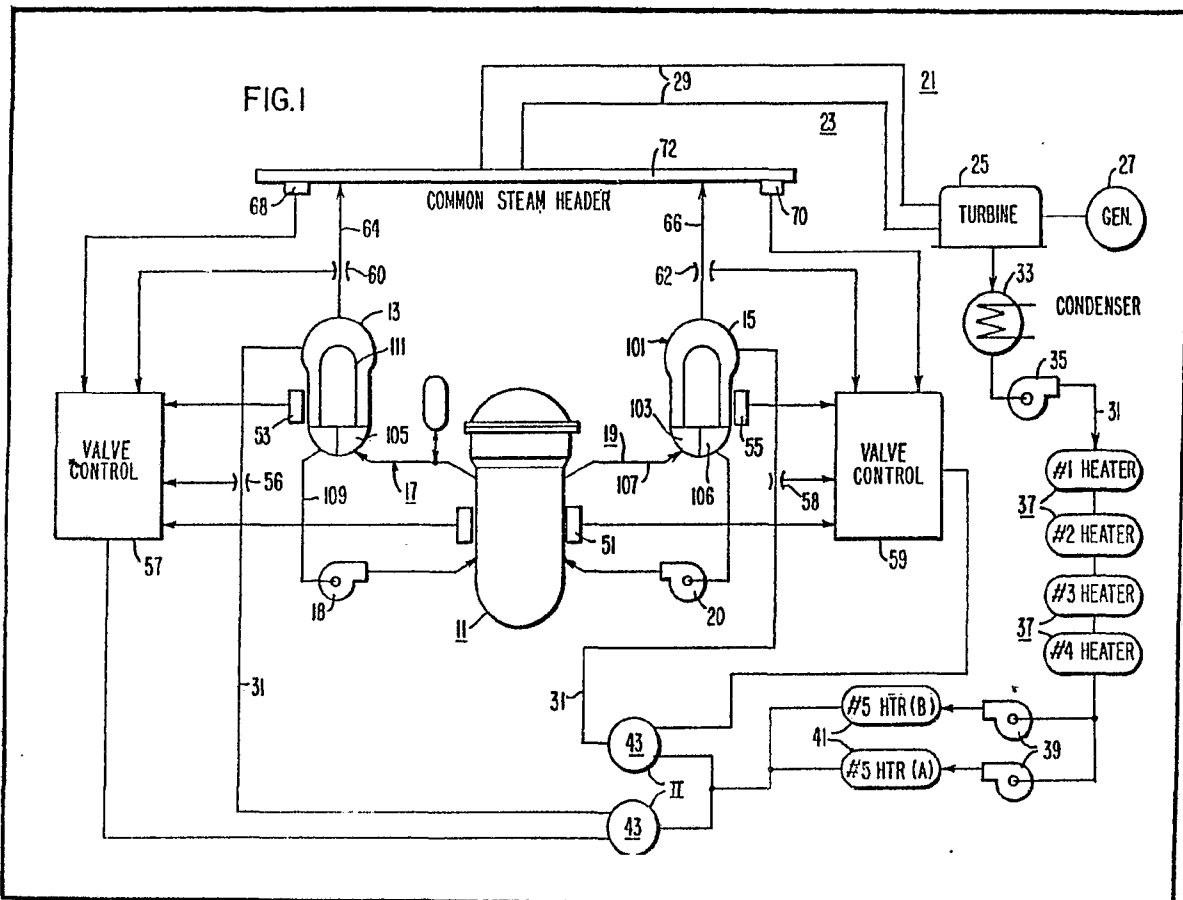 FIG.1
29
21
23
72
25
27
68
COMMON STEAM HEADER
70
TURBINE
GEN.
64
66
60
62
33
CONDENSER
13
15
111
101
35
53
105
103
106
55
31
VALVE
CONTROL
VALVE
CONTROL
19
17
107
56
109
58
#1 HEATER
37
#2 HEATER
51
57
59
18
20
11
#3 HEATER
37
#4 HEATER
31
31
#5 HTR (B)
43
41
39
#5 HTR (A)
II
43